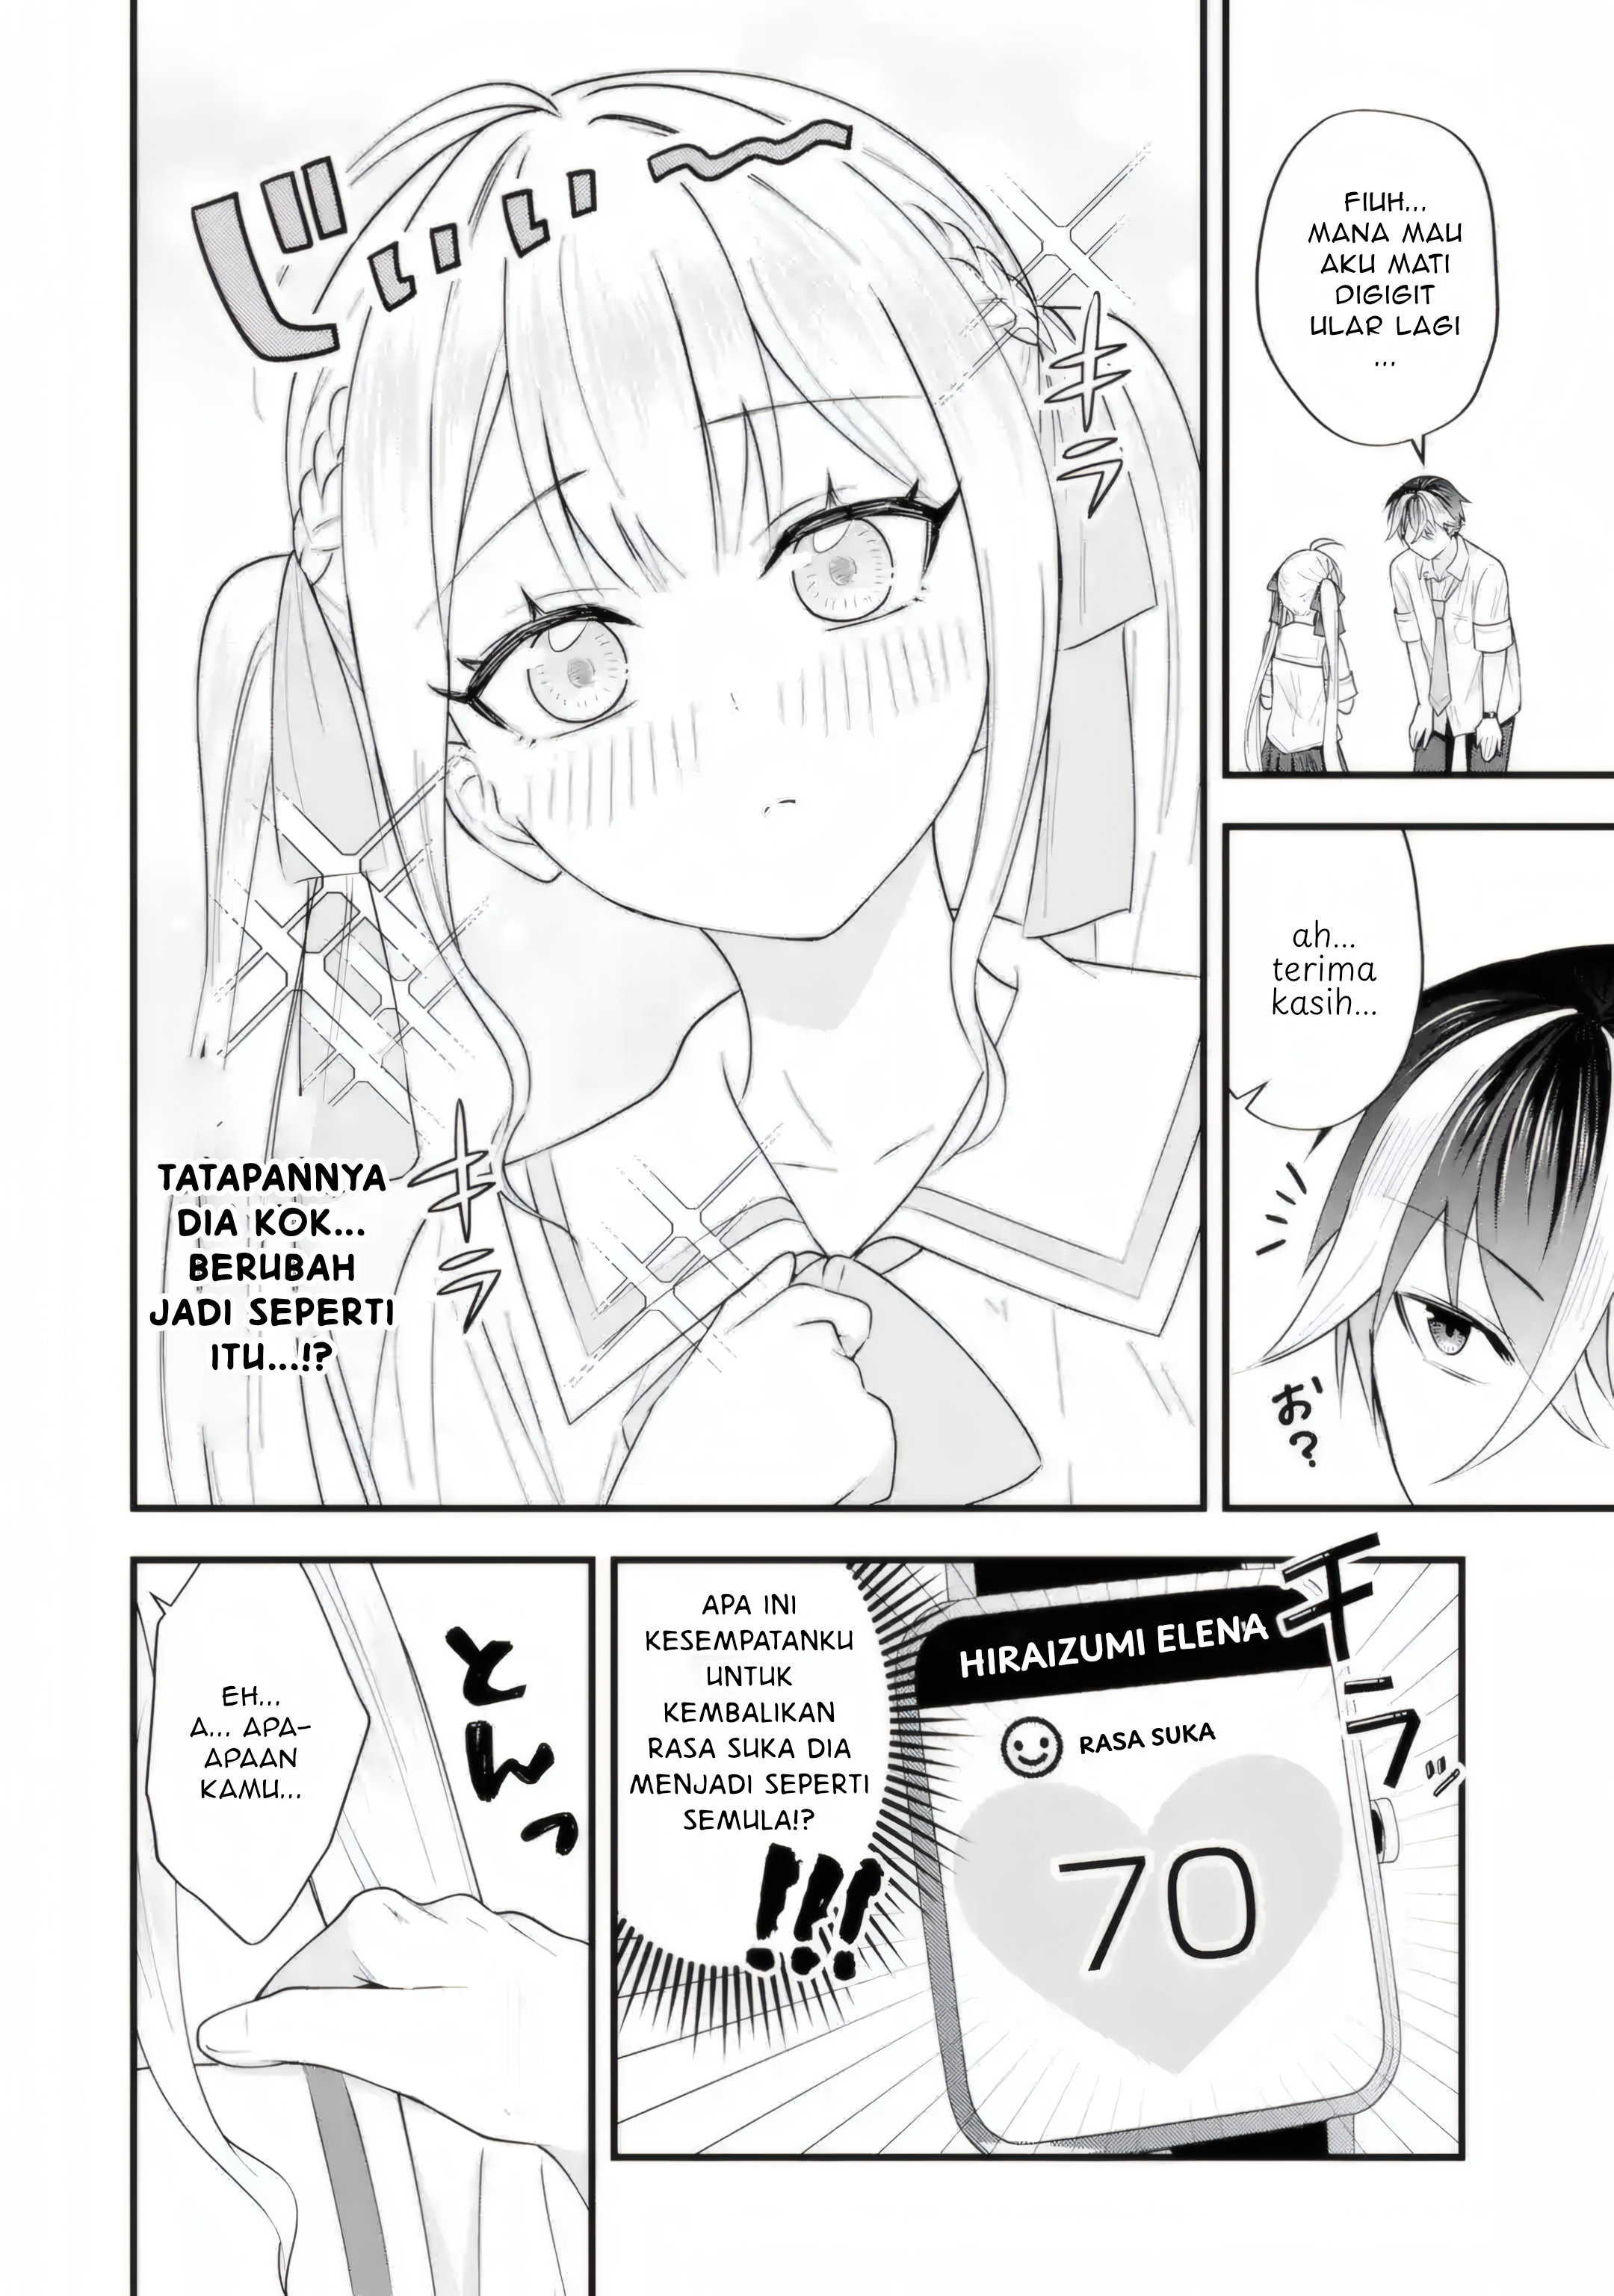 FIUH...
MANA MAU
AKU MATI
DIGIGIT
ULAR LAGI
...
ah...
terima
kasih...
お?
じぃぃぃぃ〜
キラ
キラ
TATAPANNYA
DIA KOK...
BERUBAH
JADI SEPERTI
ITU...!?
キラッ
HIRAIZUMI ELENA
RASA SUKA
70
APA INI
KESEMPATANKU
UNTUK
KEMBALIKAN
RASA SUKA DIA
MENJADI SEPERTI
SEMULA!?
!!!
とんっ
EH...
A... APA-
APAAN
KAMU...